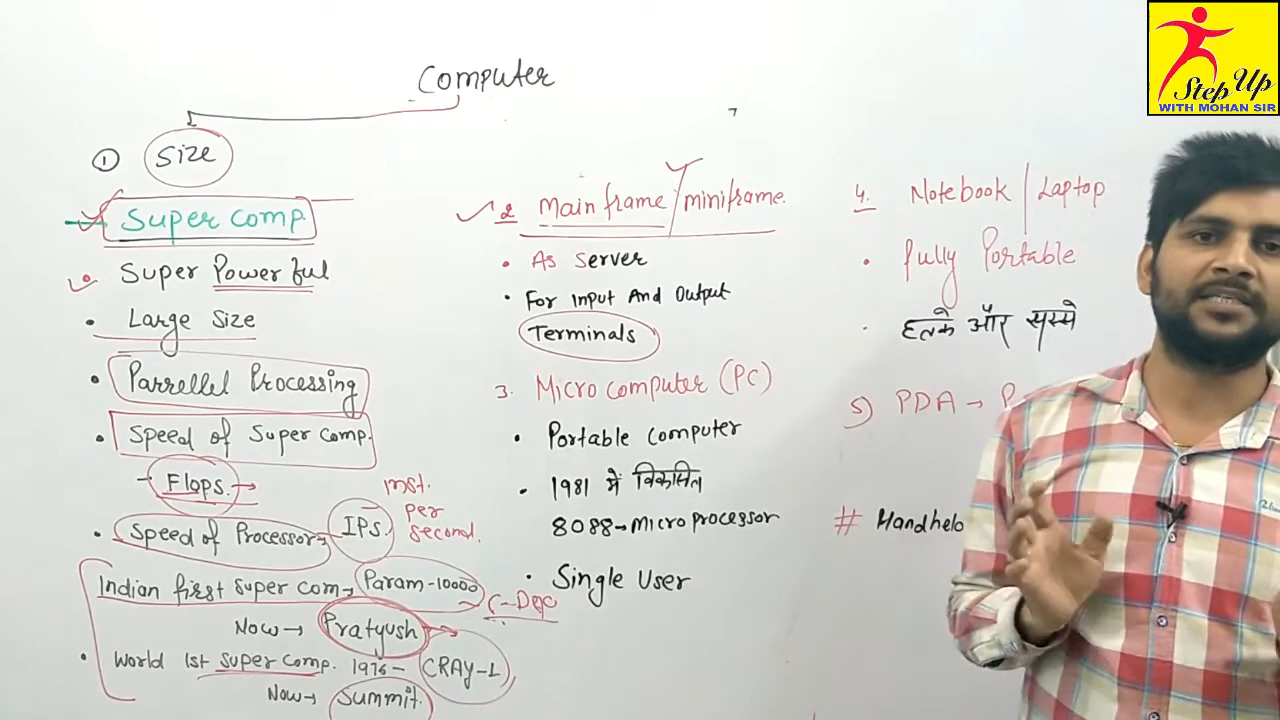 Computer
① Size
Super comp.
• Super Powerful
• Large Size
• Parrellel Processing
• Speed of Super Comp.
- Flops. →
• Speed of Processor → IPs. inst. per second.
Indian first super com → Param-10000
C-Dac
Now → Pratyush →
• World 1st super comp. 1976 - CRAY-1
Now → Summit.
2 Main frame / miniframe.
• As Server
• For Input And Output
Terminals
3. Micro computer (PC)
• Portable computer
• 1981 में विकसित
8088 → Microprocessor
• Single User
4. Notebook / Laptop
• fully Portable
• हल्के और सस्ते
5) PDA → P
# Handheld
Step Up
WITH MOHAN SIR